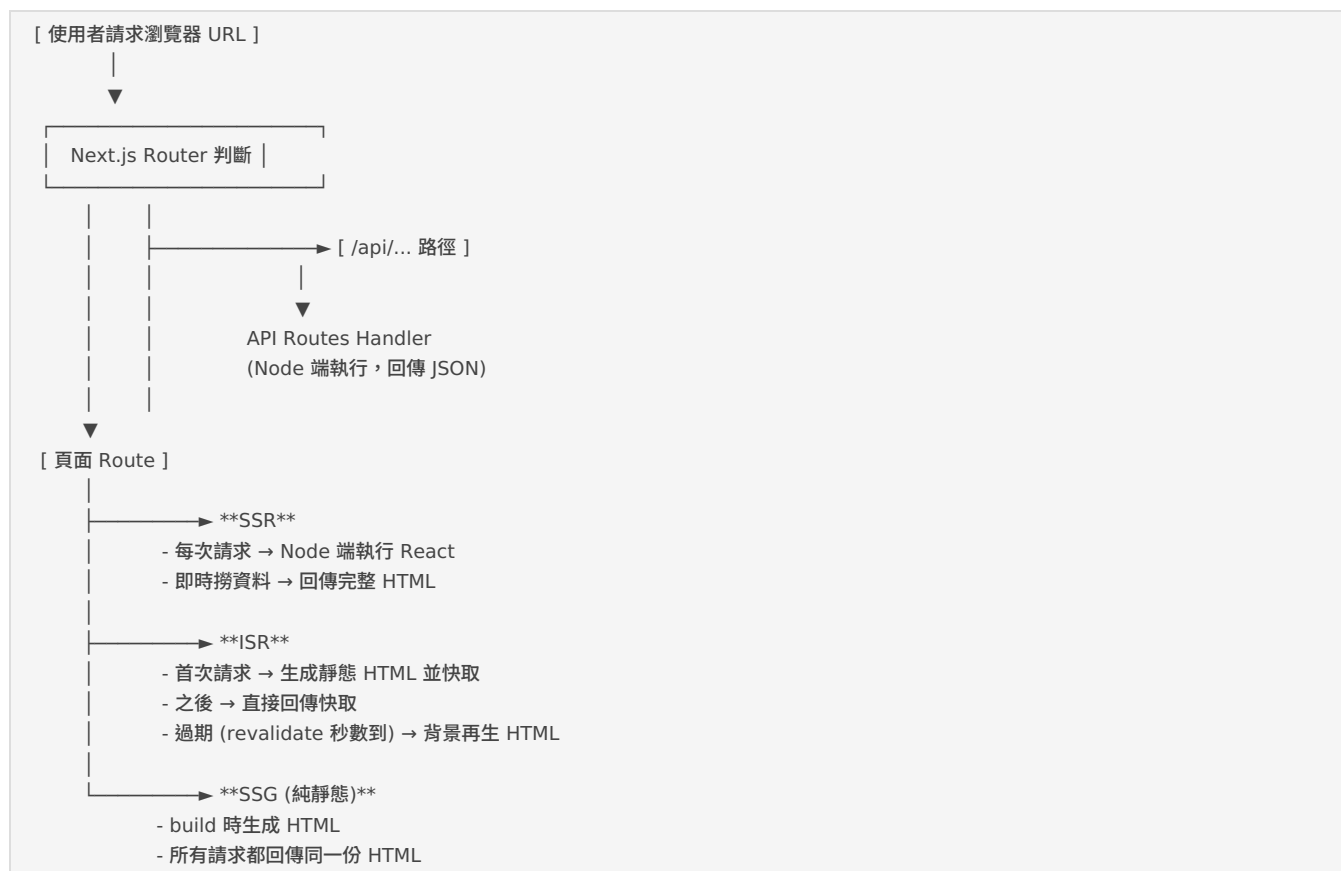 [ 使用者請求瀏覽器 URL ]
Next.js Router 判斷
[ /api/... 路徑 ]
API Routes Handler
(Node 端執行，回傳 JSON)
[ 頁面 Route ]
**SSR**
- 每次請求 → Node 端執行 React
- 即時撈資料 → 回傳完整 HTML
**ISR**
- 首次請求 → 生成靜態 HTML 並快取
- 之後 → 直接回傳快取
- 過期 (revalidate 秒數到) → 背景再生 HTML
**SSG (純靜態)**
- build 時生成 HTML
- 所有請求都回傳同一份 HTML